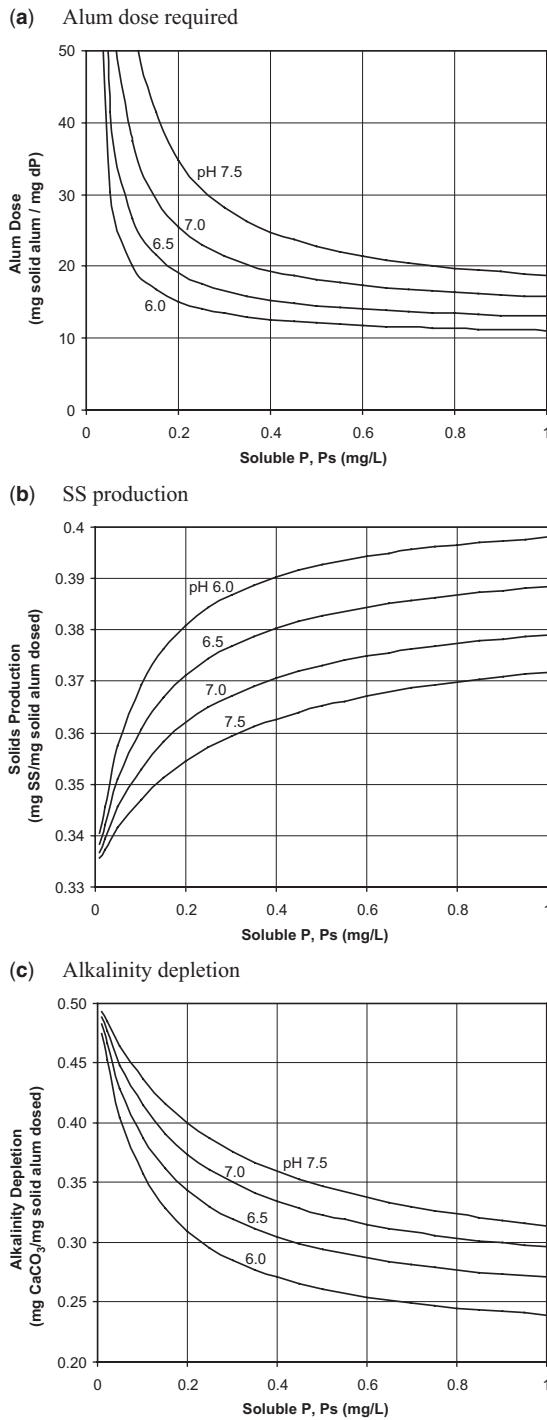 (a) Alum dose required
50
40
30
20
10
0
Alum Dose
(mg solid alum / mg dP)
pH 7.5
7.0
6.5
6.0
0 0.2 0.4 0.6 0.8 1
Soluble P, Ps (mg/L)
(b) SS production
0.4
0.39
0.38
0.37
0.36
0.35
0.34
0.33
Solids Production
(mg SS/mg solid alum dosed)
pH 6.0
6.5
7.0
7.5
0 0.2 0.4 0.6 0.8 1
Soluble P, Ps (mg/L)
(c) Alkalinity depletion
0.50
0.45
0.40
0.35
0.30
0.25
0.20
Alkalinity Depletion
(mg CaCO₃/mg solid alum dosed)
pH 7.5
7.0
6.5
6.0
0 0.2 0.4 0.6 0.8 1
Soluble P, Ps (mg/L)